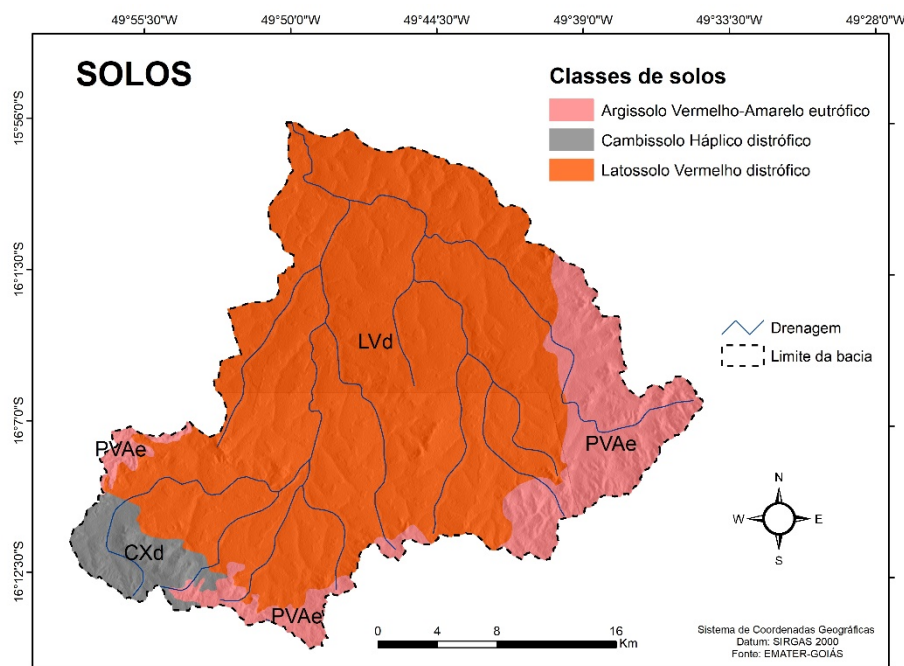 49°55'30"W
49°50'0"W
49°44'30"W
49°39'0"W
49°33'30"W
49°28'0"W
SOLOS
Classes de solos
Argissolo Vermelho-Amarelo eutrófico
Cambissolo Háplico distrófico
Latossolo Vermelho distrófico
15°56'0"S
16°1'30"S
16°7'0"S
16°12'30"S
Drenagem
Limite da bacia
LVd
PVAe
PVAe
CXd
PVAe
N
W
E
S
0
4
8
16
Km
Sistema de Coordenadas Geográficas
Datum: SIRGAS 2000
Fonte: EMATER-GOIÁS